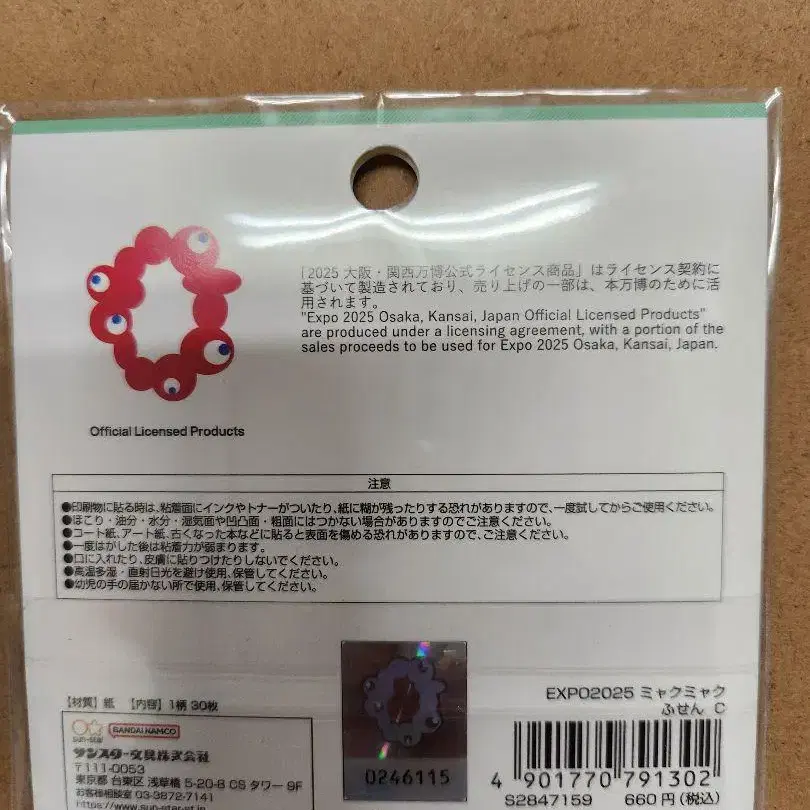 「2025 大阪・関西万博公式ライセンス商品」はライセンス契約に
基づいて製造されており、売り上げの一部は、本万博のために活
用されます。
"Expo 2025 Osaka, Kansai, Japan Official Licensed Products"
are produced under a licensing agreement, with a portion of the
sales proceeds to be used for Expo 2025 Osaka, Kansai, Japan.
Official Licensed Products
注意
●印刷物に貼る時は、粘着面にインクやトナーがついたり、紙に糊が残ったりする恐れがありますので、一度試してからご使用ください。
●ほこり・油分・水分・湿気面や凹凸面・粗面にはつかない場合がありますのでご注意ください。
●コート紙、アート紙、古くなった本などに貼ると表面を傷める恐れがありますので、ご注意ください。
●一度はがした後は粘着力が弱まります。
●口に入れたり、皮膚に貼りつけたりしないでください。
●高温多湿・直射日光を避け使用、保管してください。
●幼児の手の届かない所で使用、保管してください。
【材質】紙 【内容】1柄 30枚
sun-star BANDAI NAMCO
サンスター文具株式会社
〒111-0053
東京都 台東区 浅草橋 5-20-8 CS タワー 9F
お客様相談室 03-3872-7141
https://www.sun-star-st.jp
0246115
EXPO2025 ミャクミャク
ふせん C
4 901770 791302
S2847159 660円(税込)